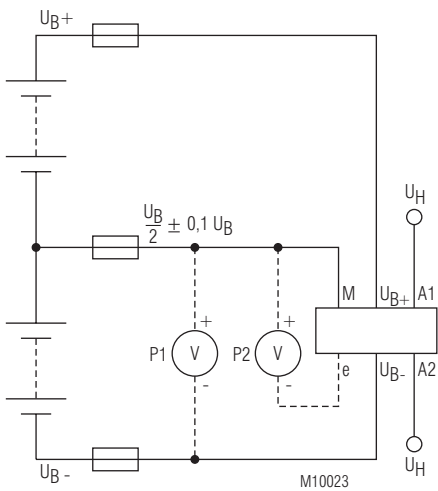 UB+
UB/2 ± 0,1 UB
UH
M UB+ A1
+ +
P1 V P2 V
- -
e UB- A2
UB -
UH
M10023